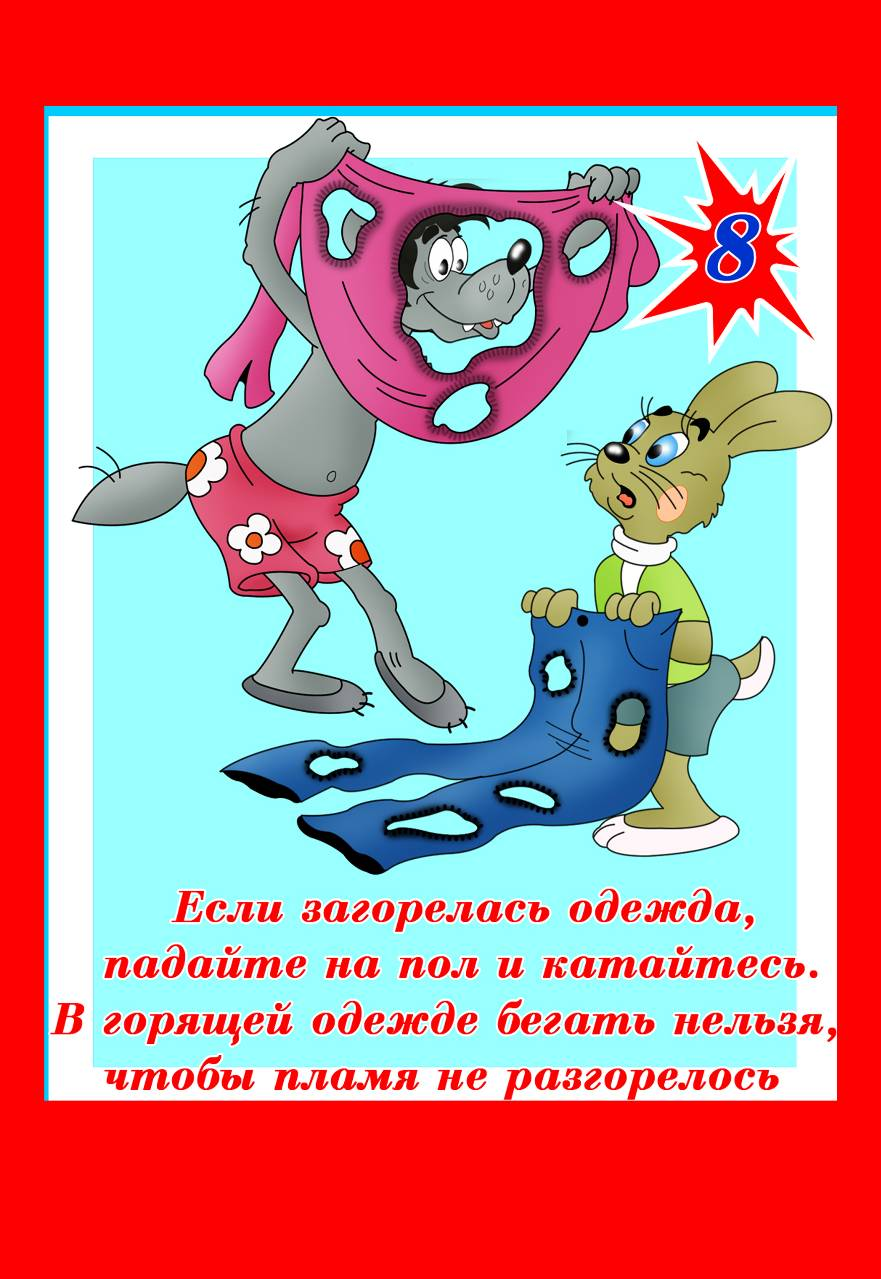 8
Если загорелась одежда,
падайте на пол и катайтесь.
В горящей одежде бегать нельзя,
чтобы пламя не разгорелось